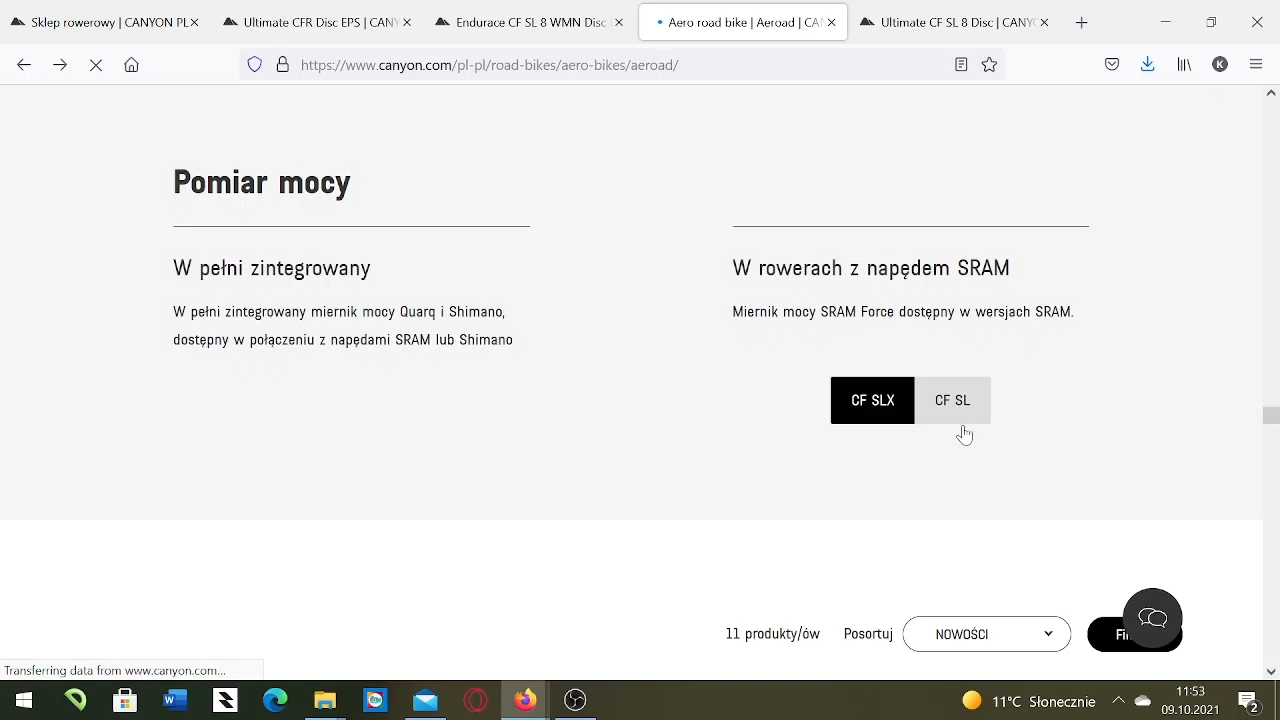 Sklep rowerowy | CANYON PL
Ultimate CFR Disc EPS | CANY
Endurace CF SL 8 WMN Disc
Aero road bike | Aeroad | CAN
Ultimate CF SL 8 Disc | CANYO
https://www.canyon.com/pl-pl/road-bikes/aero-bikes/aeroad/
K
Pomiar mocy
W pełni zintegrowany
W rowerach z napędem SRAM
W pełni zintegrowany miernik mocy Quarq i Shimano,
dostępny w połączeniu z napędami SRAM lub Shimano
Miernik mocy SRAM Force dostępny w wersjach SRAM.
CF SLX
CF SL
11 produkty/ów
Posortuj
NOWOŚCI
Transferring data from www.canyon.com...
11°C Słonecznie
11:53
09.10.2021
2